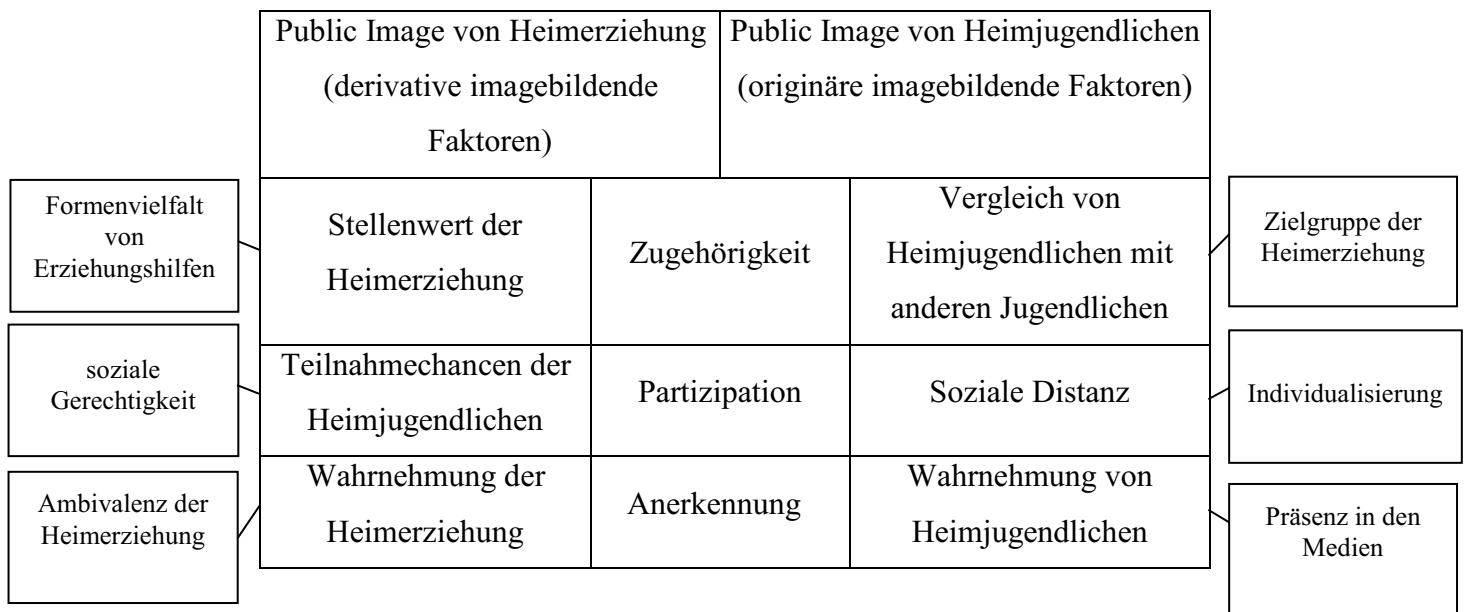 Public Image von Heimerziehung
(derivative imagebildende
Faktoren)
Public Image von Heimjugendlichen
(originäre imagebildende Faktoren)
Formenvielfalt
von
Erziehungshilfen
Stellenwert der
Heimerziehung
Zugehörigkeit
Vergleich von
Heimjugendlichen mit
anderen Jugendlichen
Zielgruppe der
Heimerziehung
soziale
Gerechtigkeit
Teilnahmechancen der
Heimjugendlichen
Partizipation
Soziale Distanz
Individualisierung
Ambivalenz der
Heimerziehung
Wahrnehmung der
Heimerziehung
Anerkennung
Wahrnehmung von
Heimjugendlichen
Präsenz in den
Medien